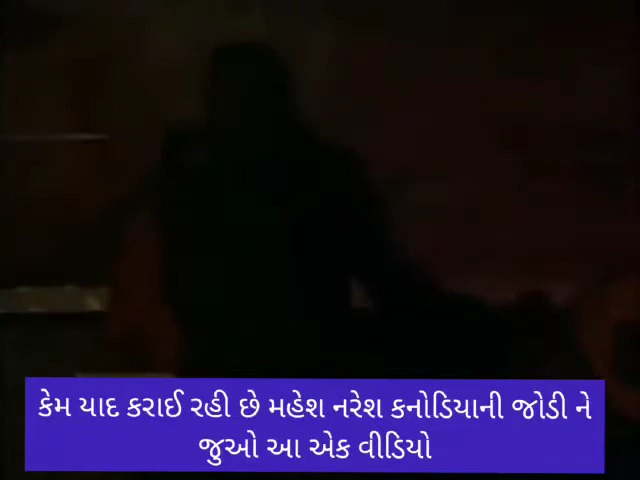 કેમ યાદ કરાઈ રહી છે મહેશ નરેશ કનોડિયાની જોડી ને
જુઓ આ એક વીડિયો